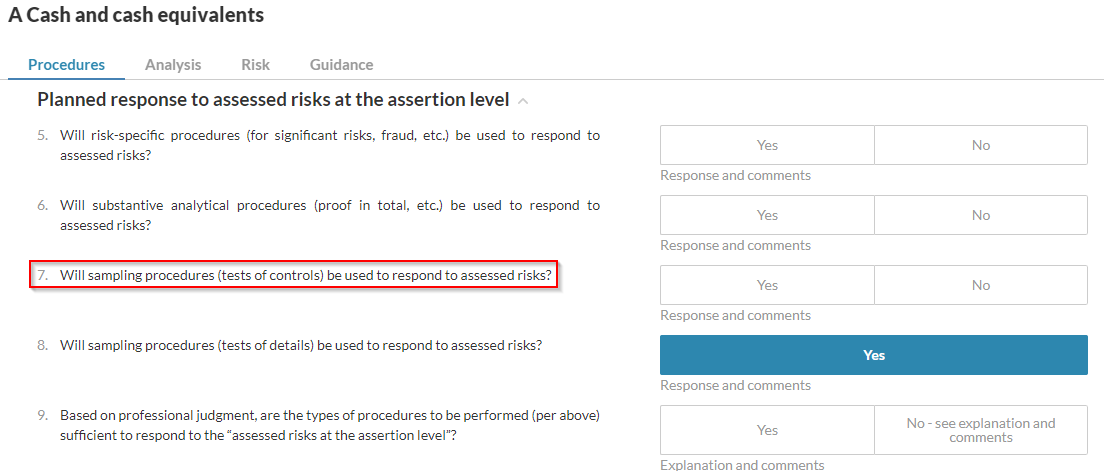 A Cash and cash equivalents
Procedures Analysis Risk Guidance
Planned response to assessed risks at the assertion level
5. Will risk-specific procedures (for significant risks, fraud, etc.) be used to respond to
assessed risks?
Yes No
Response and comments
6. Will substantive analytical procedures (proof in total, etc.) be used to respond to
assessed risks?
Yes No
Response and comments
7. Will sampling procedures (tests of controls) be used to respond to assessed risks?
Yes No
Response and comments
8. Will sampling procedures (tests of details) be used to respond to assessed risks?
Yes
Response and comments
9. Based on professional judgment, are the types of procedures to be performed (per above)
sufficient to respond to the “assessed risks at the assertion level”?
Yes
No - see explanation and
comments
Explanation and comments